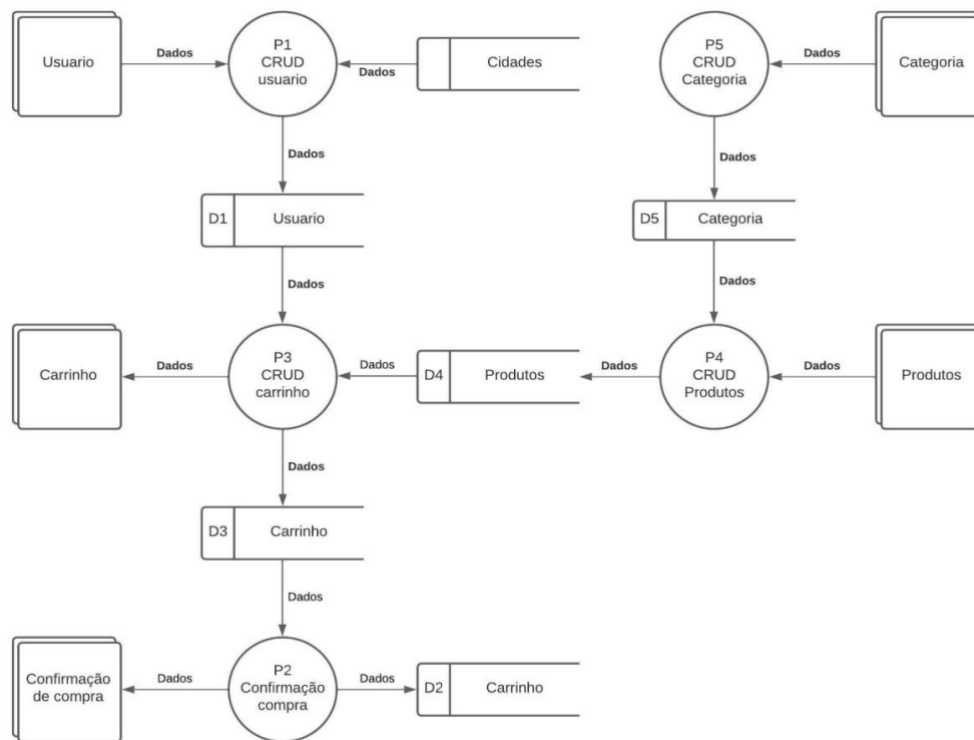 Usuario
Dados
P1
CRUD
usuario
Dados
Cidades
P5
CRUD
Categoria
Dados
Categoria
Dados
Dados
D1
Usuario
D5
Categoria
Dados
Dados
Carrinho
Dados
P3
CRUD
carrinho
Dados
D4
Produtos
Dados
P4
CRUD
Produtos
Dados
Produtos
Dados
D3
Carrinho
Dados
Confirmação
de compra
Dados
P2
Confirmação
compra
Dados
D2
Carrinho